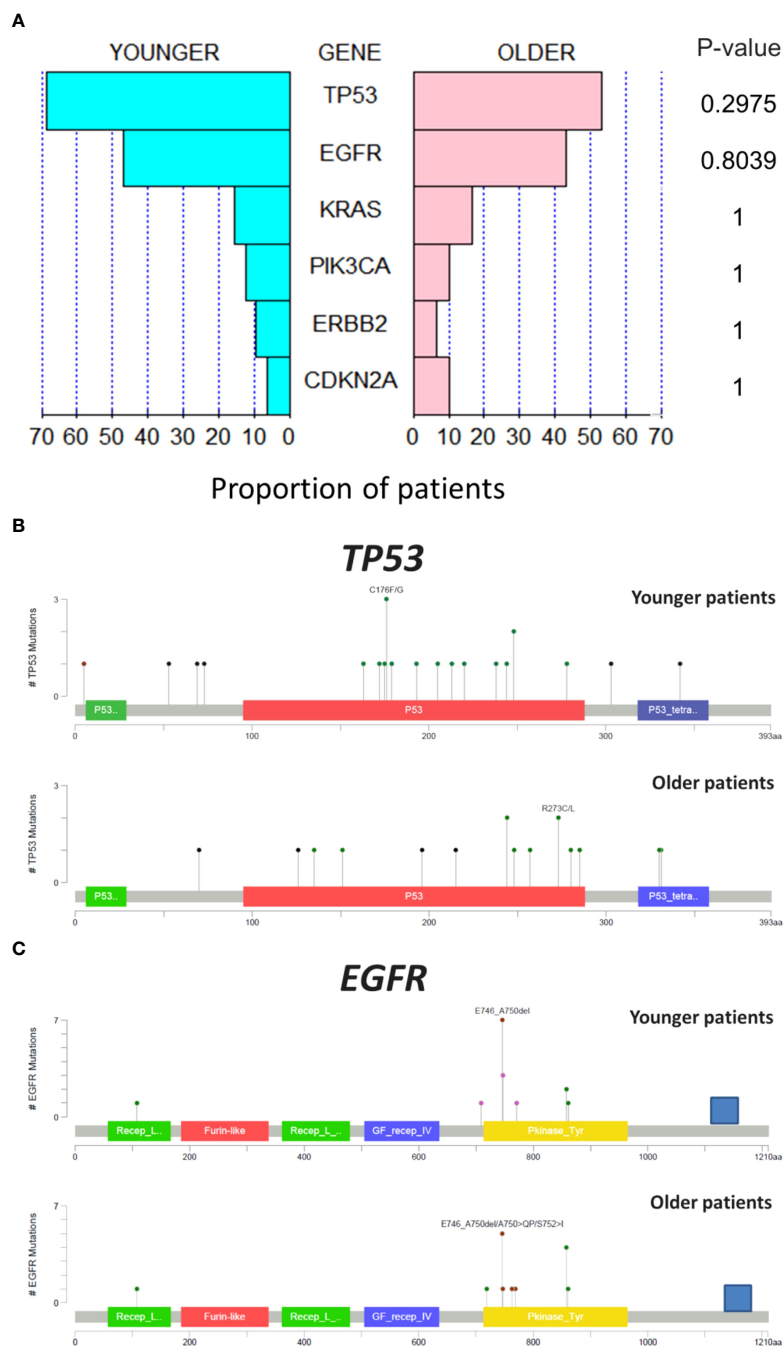 A
YOUNGER GENE OLDER P-value
TP53 0.2975
EGFR 0.8039
KRAS 1
PIK3CA 1
ERBB2 1
CDKN2A 1
70 60 50 40 30 20 10 0 0 10 20 30 40 50 60 70
Proportion of patients
B
TP53
Younger patients
C176F/G
# TP53 Mutations
3
0
P53.. P53 P53_tetra..
0 100 200 300 393aa
Older patients
R273C/L
# TP53 Mutations
3
0
P53.. P53 P53_tetra..
0 100 200 300 393aa
C
EGFR
Younger patients
E746_A750del
# EGFR Mutations
7
0
Recep_L.. Furin-like Recep_L_.. GF_recep_IV Pkinase_Tyr
0 200 400 600 800 1000 1210aa
Older patients
E746_A750del/A750>QP/S752>I
# EGFR Mutations
7
0
Recep_L.. Furin-like Recep_L_.. GF_recep_IV Pkinase_Tyr
0 200 400 600 800 1000 1210aa